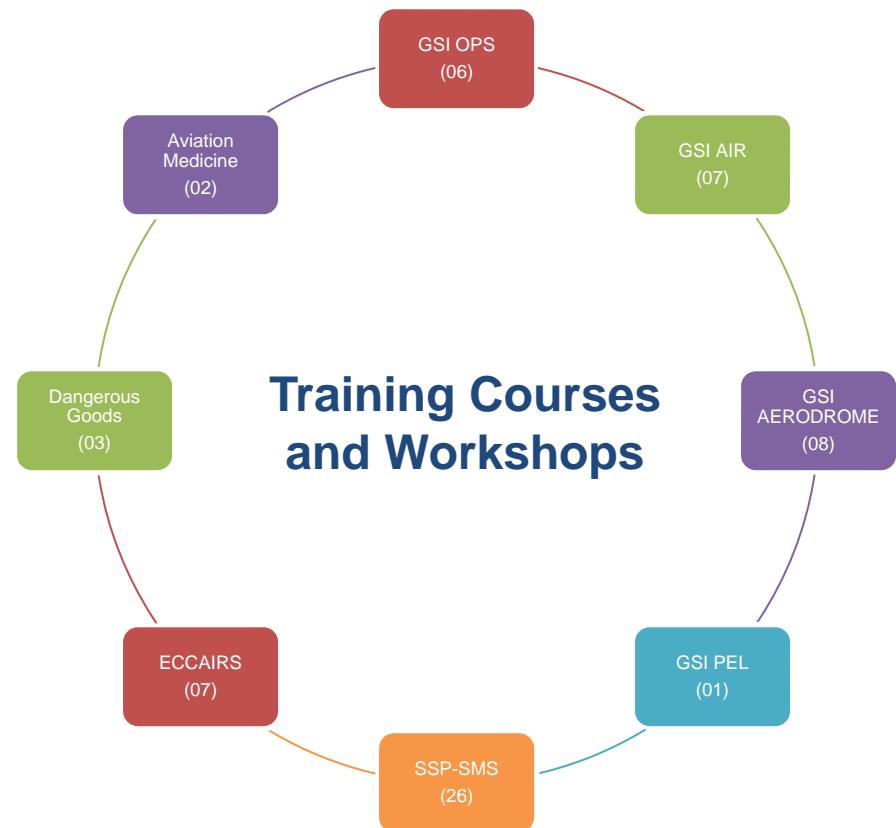 GSI OPS
(06)
GSI AIR
(07)
GSI
AERODROME
(08)
GSI PEL
(01)
SSP-SMS
(26)
ECCAIRS
(07)
Dangerous
Goods
(03)
Aviation
Medicine
(02)
Training Courses
and Workshops